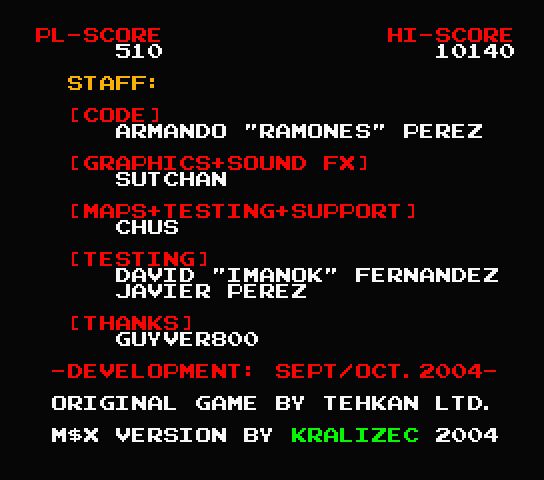 PL-SCORE HI-SCORE
510 10140
STAFF:
[CODE]
ARMANDO "RAMONES" PEREZ
[GRAPHICS+SOUND FX]
SUTCHAN
[MAPS+TESTING+SUPPORT]
CHUS
[TESTING]
DAVID "IMANOK" FERNANDEZ
JAVIER PEREZ
[THANKS]
GUYVER800
-DEVELOPMENT: SEPT/OCT. 2004-
ORIGINAL GAME BY TEHKAN LTD.
M$X VERSION BY KRALIZEC 2004